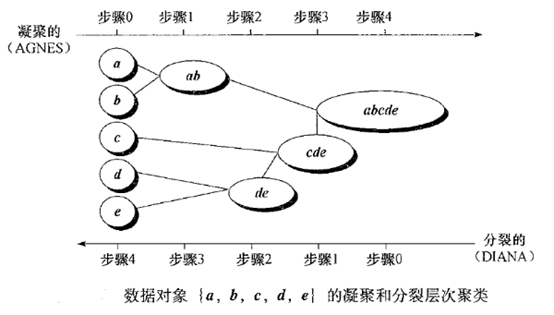 步骤0 步骤1 步骤2 步骤3 步骤4
凝聚的
(AGNES)
a
ab
b
abcde
c
cde
d
de
e
分裂的
(DIANA)
步骤4 步骤3 步骤2 步骤1 步骤0
数据对象 {a, b, c, d, e} 的凝聚和分裂层次聚类